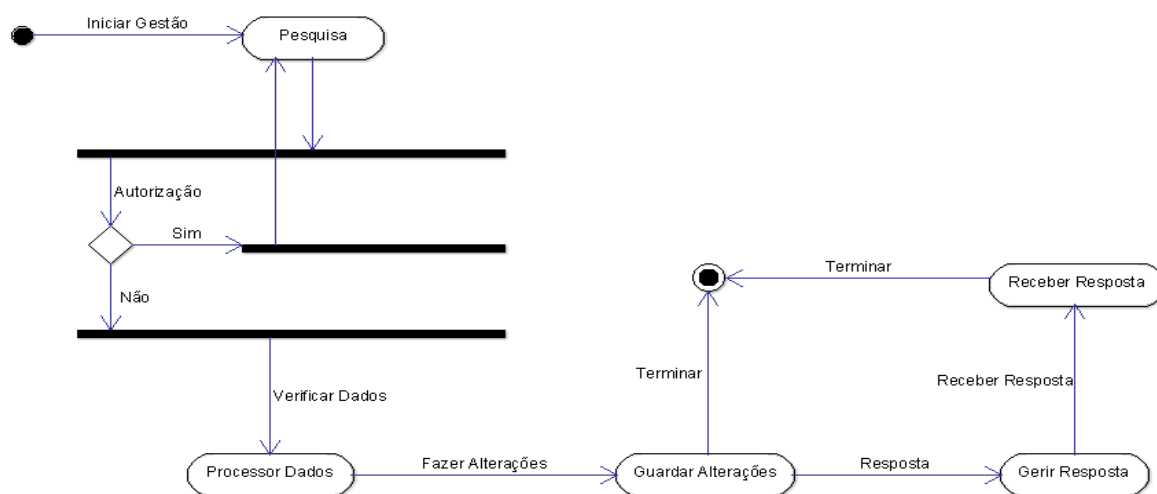 Iniciar Gestão
Pesquisa
Autorização
Sim
Não
Terminar
Receber Resposta
Terminar
Receber Resposta
Verificar Dados
Processor Dados
Fazer Alterações
Guardar Alterações
Resposta
Gerir Resposta